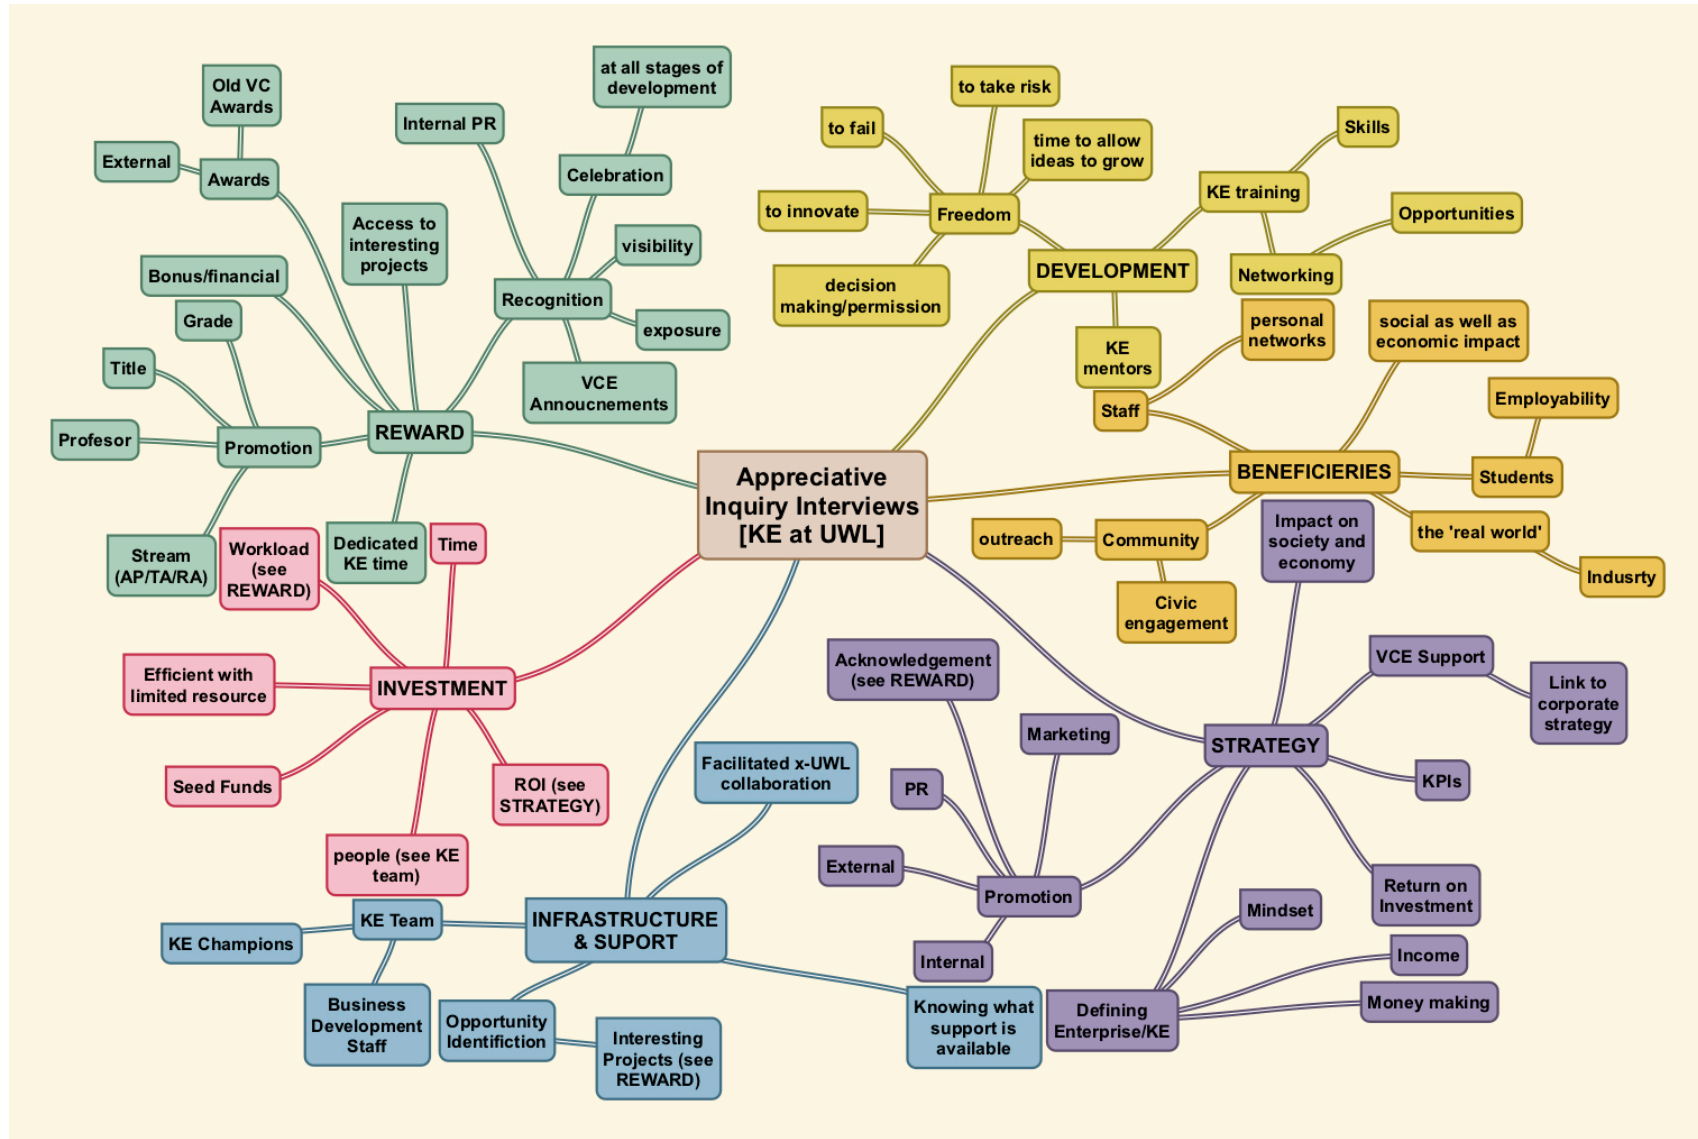 Appreciative
Inquiry Interviews
[KE at UWL]
REWARD
Awards
Old VC
Awards
External
Bonus/financial
Access to
interesting
projects
Recognition
Internal PR
Celebration
at all stages of
development
visibility
exposure
VCE
Annoucnements
Promotion
Grade
Title
Profesor
Stream
(AP/TA/RA)
Dedicated
KE time
DEVELOPMENT
Freedom
to fail
to take risk
time to allow
ideas to grow
to innovate
decision
making/permission
KE training
Skills
Networking
Opportunities
KE
mentors
BENEFICIERIES
Staff
personal
networks
social as well as
economic impact
Students
Employability
the 'real world'
Indusrty
Community
outreach
Civic
engagement
STRATEGY
Impact on
society and
economy
VCE Support
Link to
corporate
strategy
KPIs
Return on
Investment
Defining
Enterprise/KE
Mindset
Income
Money making
Promotion
Acknowledgement
(see REWARD)
Marketing
PR
External
Internal
INFRASTRUCTURE
& SUPORT
Facilitated x-UWL
collaboration
KE Team
KE Champions
Business
Development
Staff
Opportunity
Identifiction
Interesting
Projects (see
REWARD)
Knowing what
support is
available
INVESTMENT
Workload
(see
REWARD)
Time
Efficient with
limited resource
Seed Funds
people (see KE
team)
ROI (see
STRATEGY)